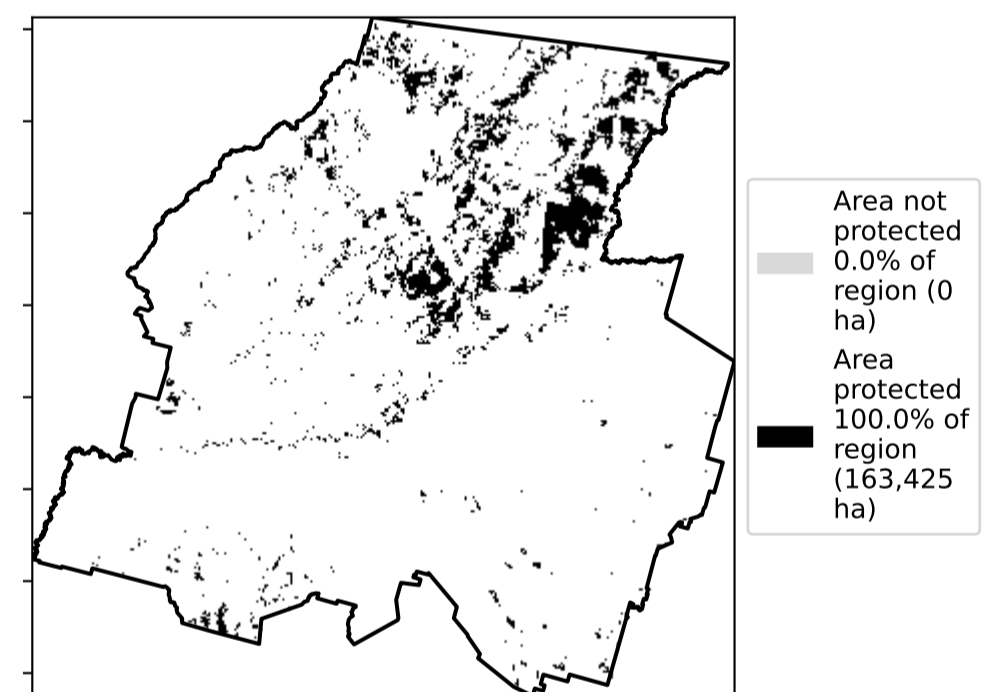 Area not
protected
0.0% of
region (0
ha)
Area
protected
100.0% of
region
(163,425
ha)